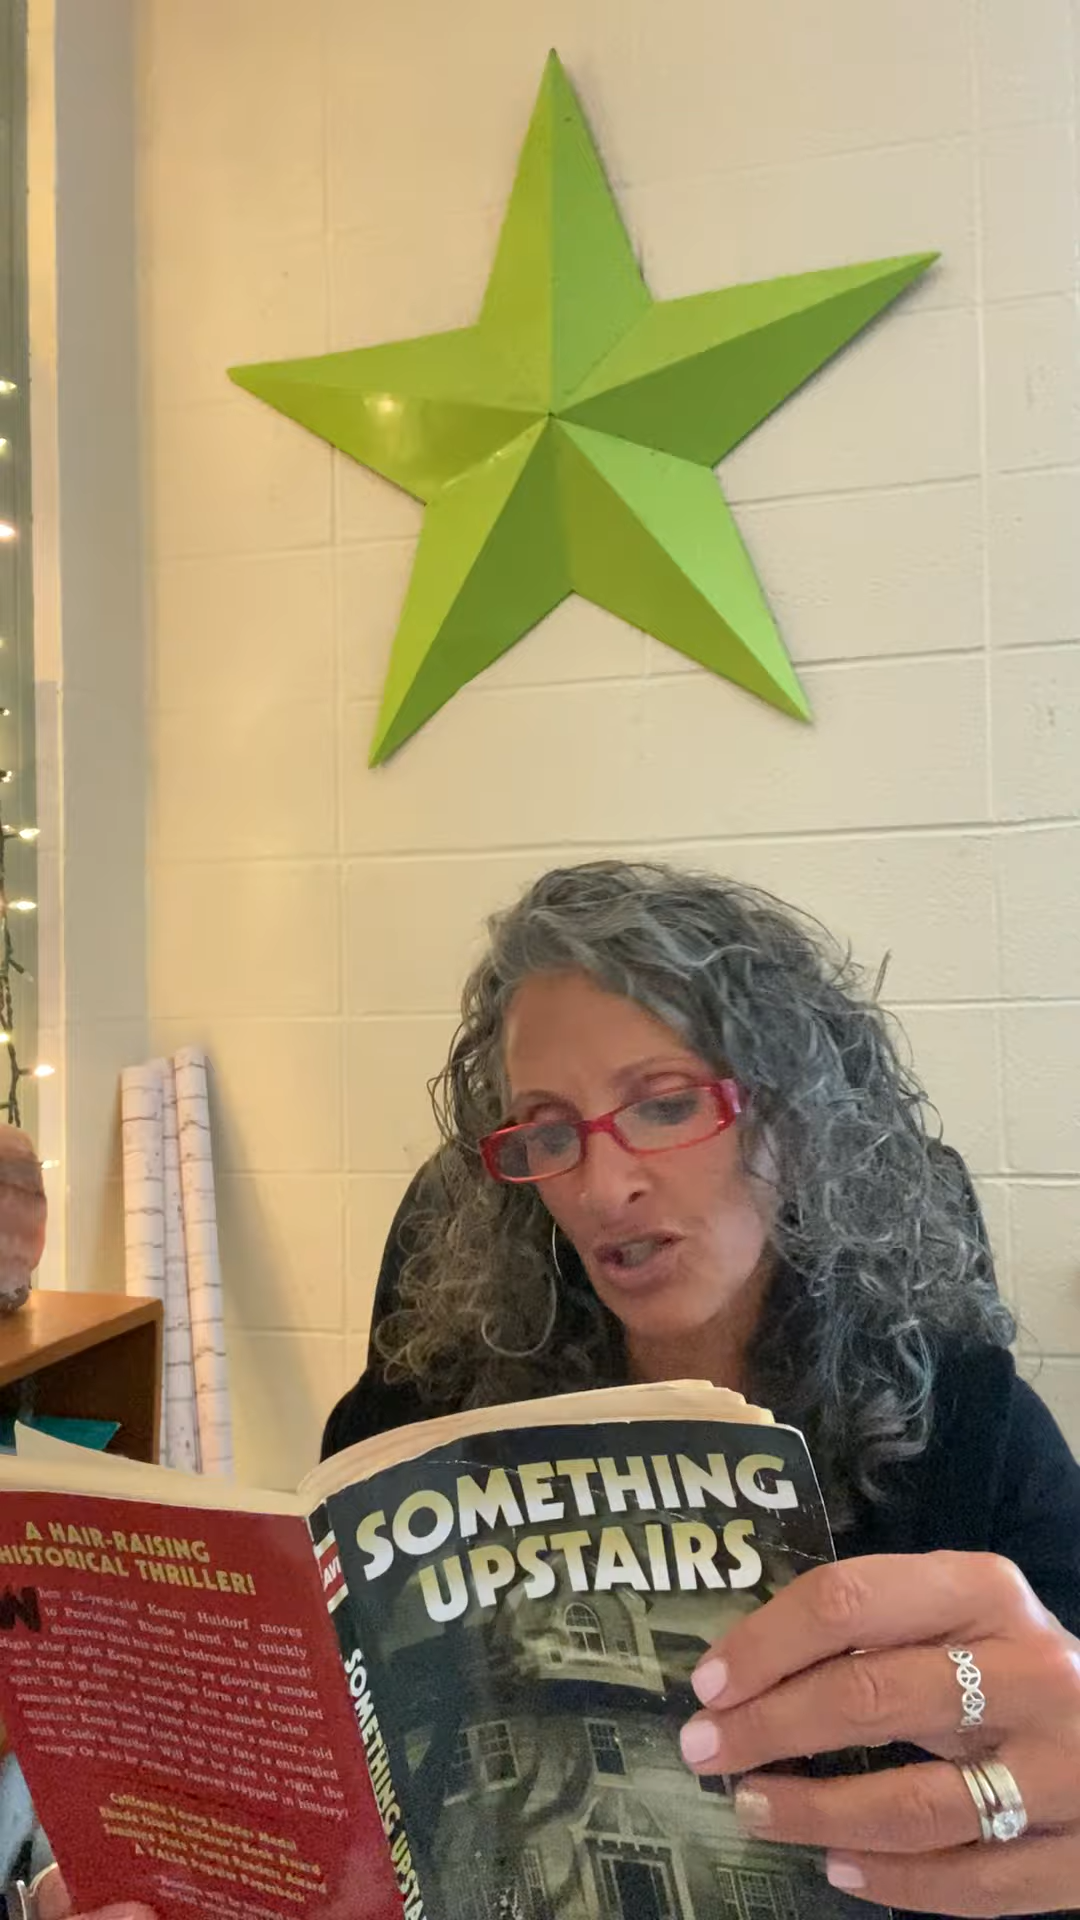 A HAIR-RAISING
HISTORICAL THRILLER!
When 12-year-old Kenny Huldorf moves
to Providence, Rhode Island, he quickly
discovers that his attic bedroom is haunted!
Night after night Kenny watches as glowing smoke
from the floor to sculpt the form of a troubled
spirit. The ghost a teenage slave named Caleb
summons Kenny back in time to correct a century-old
injustice. Kenny soon finds that his fate is entangled
with Caleb's Will he be able to right the
wrong? Or will he remain forever trapped in history?
California Young Reader Medal
Rhode Island Children's Book Award
Sunshine State Young Readers Award
A YALSA Popular Paperback
AVI
SOMETHING UPSTAI
SOMETHING
UPSTAIRS